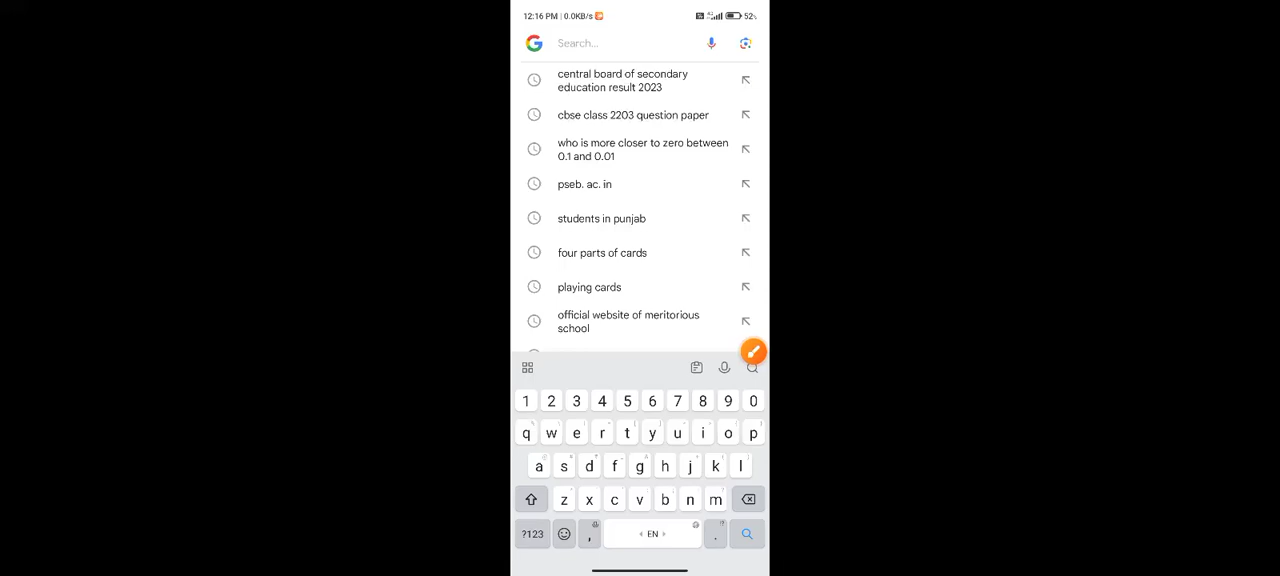 12:16 PM | 0.0KB/s 52%
Search...
central board of secondary
education result 2023
cbse class 2203 question paper
who is more closer to zero between
0.1 and 0.01
pseb. ac. in
students in punjab
four parts of cards
playing cards
official website of meritorious
school
1 2 3 4 5 6 7 8 9 0
q w e r t y u i o p
a s d f g h j k l
z x c v b n m
?123 , EN .